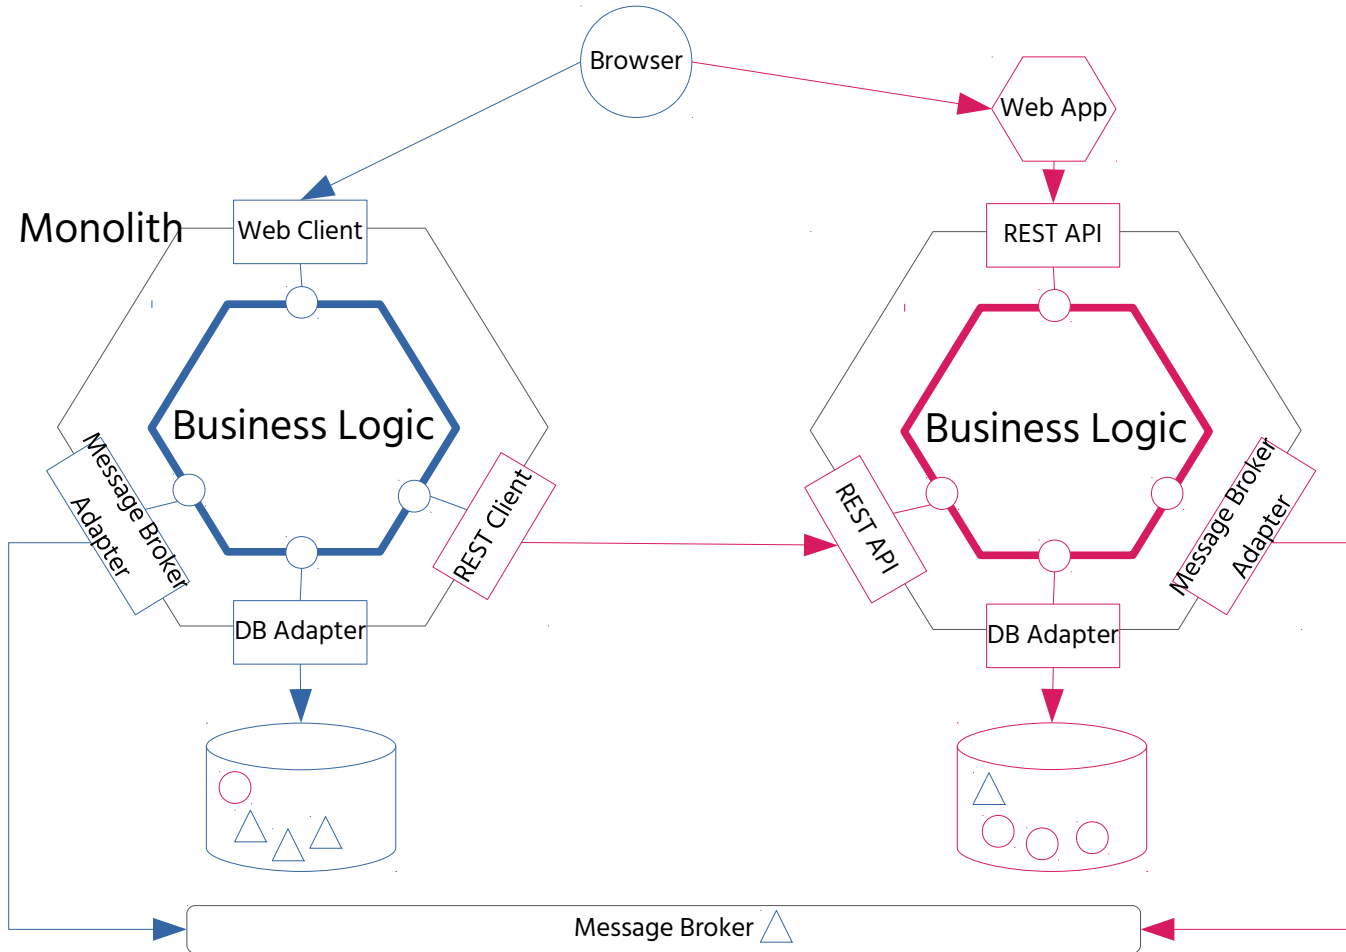 Browser
Web App
Monolith
Web Client
REST API
Business Logic
Business Logic
Message Broker
Adapter
REST Client
REST API
Message Broker
Adapter
DB Adapter
DB Adapter
Message Broker